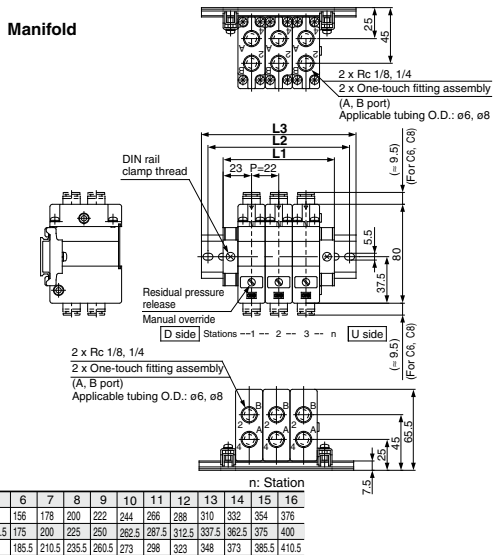 Manifold
25
45
A
B
2 x Rc 1/8, 1/4
2 x One-touch fitting assembly
(A, B port)
Applicable tubing O.D.: ø6, ø8
L3
L2
L1
DIN rail
clamp thread
23
P=22
(≈ 9.5)
(For C6, C8)
5.5
80
37.5
Residual pressure
release
Manual override
D side Stations --1 -- 2 -- 3 -- n U side
(≈ 9.5)
(For C6, C8)
2 x Rc 1/8, 1/4
2 x One-touch fitting assembly
(A, B port)
Applicable tubing O.D.: ø6, ø8
B B B
2 2 2
A A
4 4 4
7.5
25
45
65.5
n: Station
6 7 8 9 10 11 12 13 14 15 16
156 178 200 222 244 266 288 310 332 354 376
175 200 225 250 262.5 287.5 312.5 337.5 362.5 375 400
185.5 210.5 235.5 260.5 273 298 323 348 373 385.5 410.5